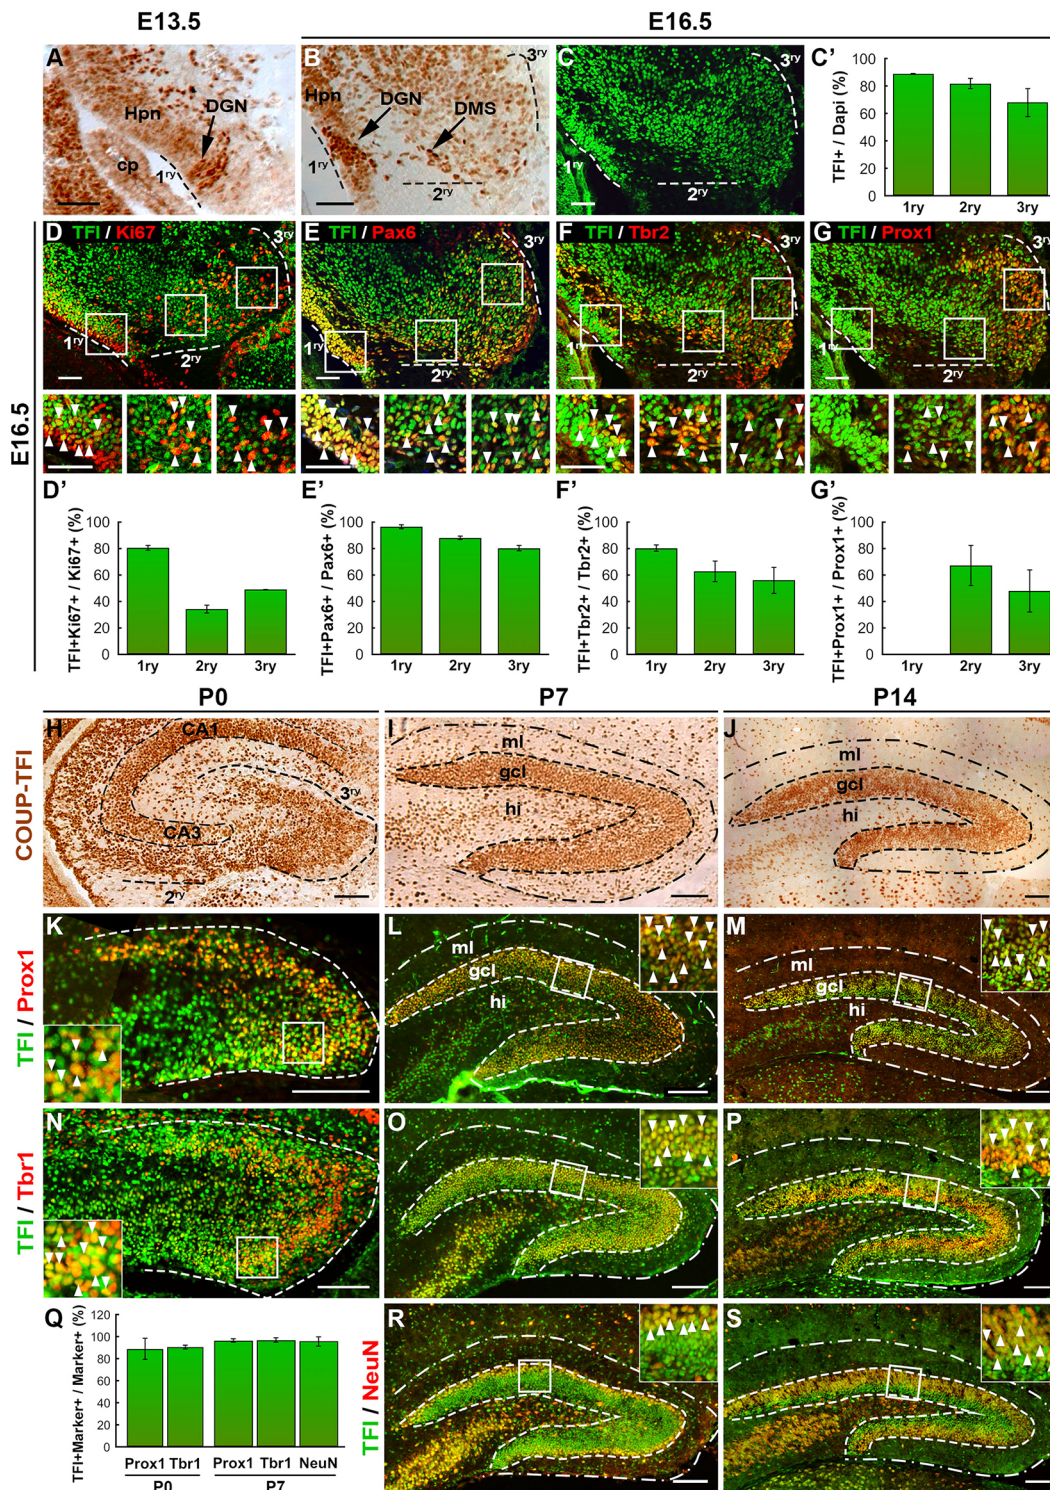 E13.5
E16.5
A
Hpn
DGN
cp
1ry
B
Hpn
DGN
DMS
1ry
2ry
3ry
C
1ry
2ry
3ry
C'
TFI+ / Dapi (%)
100
80
60
40
20
0
1ry 2ry 3ry
E16.5
D TFI / Ki67
1ry
2ry
3ry
E TFI / Pax6
1ry
2ry
3ry
F TFI / Tbr2
1ry
2ry
3ry
G TFI / Prox1
1ry
2ry
3ry
D'
TFI+Ki67+ / Ki67+ (%)
100
80
60
40
20
0
1ry 2ry 3ry
E'
TFI+Pax6+ / Pax6+ (%)
100
80
60
40
20
0
1ry 2ry 3ry
F'
TFI+Tbr2+ / Tbr2+ (%)
100
80
60
40
20
0
1ry 2ry 3ry
G'
TFI+Prox1+ / Prox1+ (%)
100
80
60
40
20
0
1ry 2ry 3ry
P0
P7
P14
COUP-TFI
H
CA1
CA3
2ry
3ry
I
ml
gcl
hi
J
ml
gcl
hi
TFI / Prox1
K
L
ml
gcl
hi
M
ml
gcl
hi
TFI / Tbr1
N
O
P
Q
TFI+Marker+ / Marker+ (%)
120
100
80
60
40
20
0
Prox1 Tbr1 Prox1 Tbr1 NeuN
P0 P7
TFI / NeuN
R
S